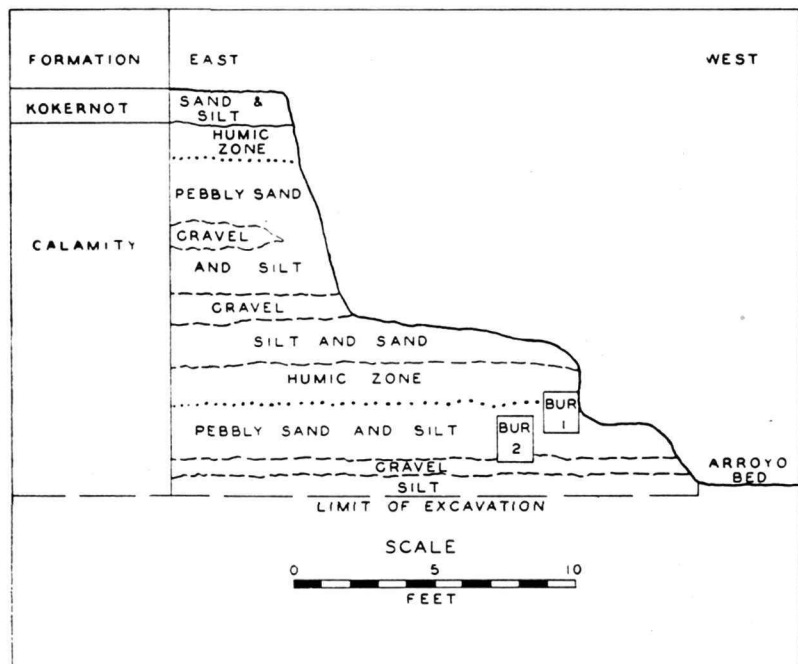 FORMATION
EAST
WEST
KOKERNOT
SAND &
SILT
HUMIC
ZONE
PEBBLY SAND
GRAVEL
CALAMITY
AND SILT
GRAVEL
SILT AND SAND
HUMIC ZONE
BUR
1
PEBBLY SAND AND SILT
BUR
2
GRAVEL
ARROYO
BED
SILT
LIMIT OF EXCAVATION
SCALE
0 5 10
FEET